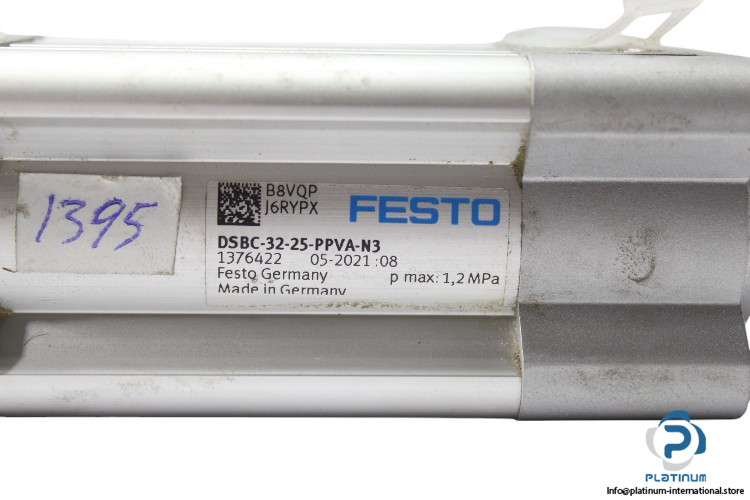 1395
B8VQP
J6RYPX
FESTO
DSBC-32-25-PPVA-N3
1376422 05-2021 :08
Festo Germany p max: 1,2 MPa
Made in Germany
PLATINUM
Info@platinum-international.store